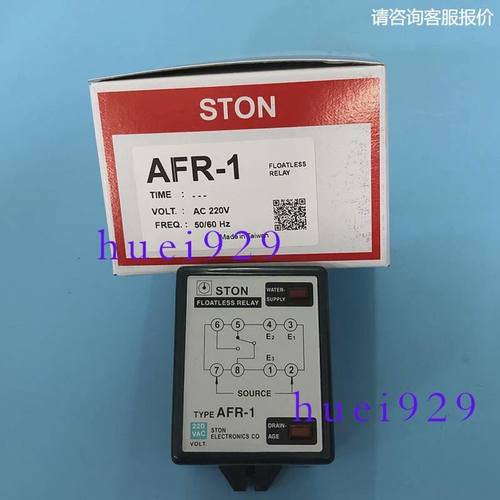 请咨询客服报价
STON
AFR-1
FLOATLESS
RELAY
TIME : ---
VOLT. : AC 220V
FREQ. : 50/60 Hz
Made in Taiwan
huei929
STON
FLOATLESS RELAY
WATER-
SUPPLY
6 5 4 3
E2 E1
E3
7 8 1 2
SOURCE
TYPE AFR-1
huei929
220
VAC
VOLT
STON
ELECTRONICS CO
DRAIN-
AGE